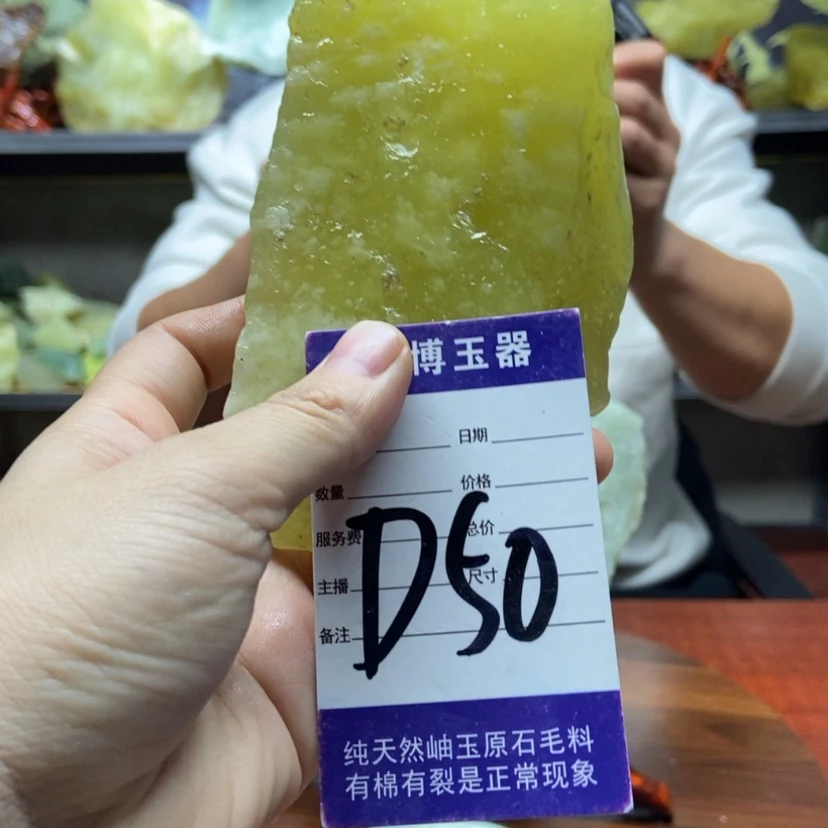 博玉器
日期
数量 价格
服务费 总价
主播 尺寸
备注
D50
纯天然岫玉原石毛料
有棉有裂是正常现象